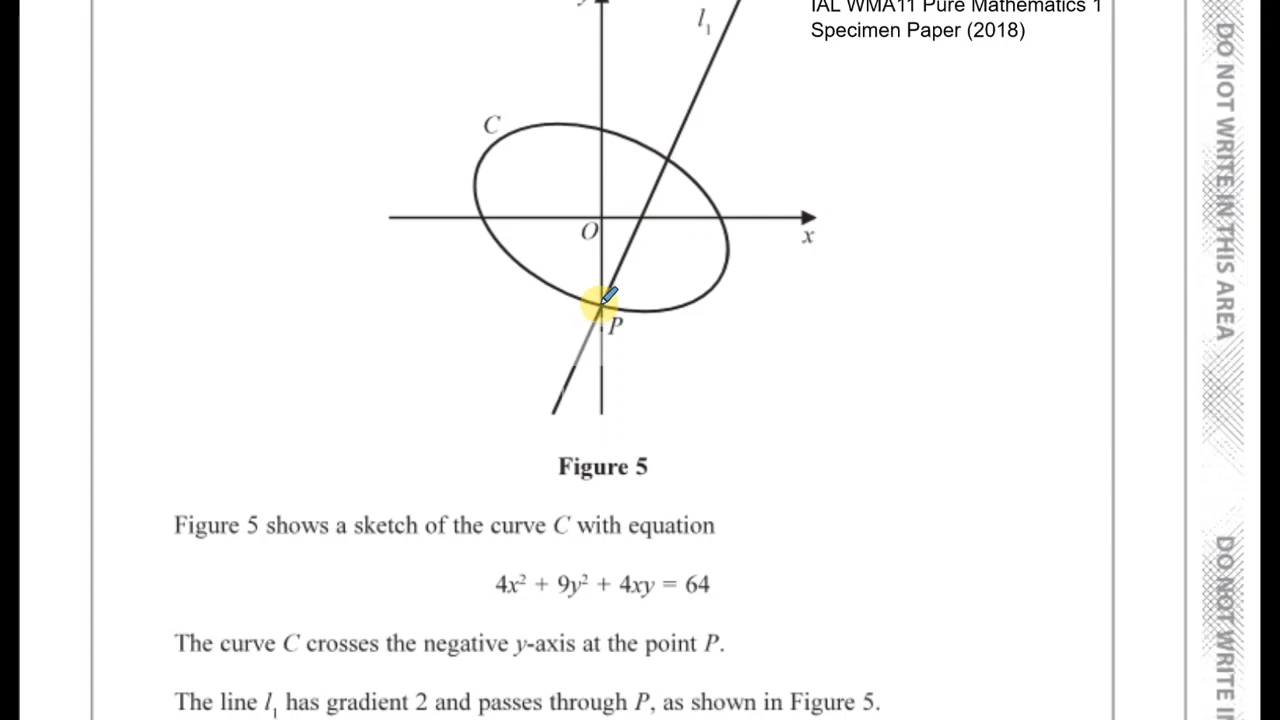 IAL WMA11 Pure Mathematics 1
Specimen Paper (2018)
y
l₁
C
O
x
P
Figure 5
Figure 5 shows a sketch of the curve C with equation
4x² + 9y² + 4xy = 64
The curve C crosses the negative y-axis at the point P.
The line l₁ has gradient 2 and passes through P, as shown in Figure 5.
DO NOT WRITE IN THIS AREA
DO NOT WRITE IN